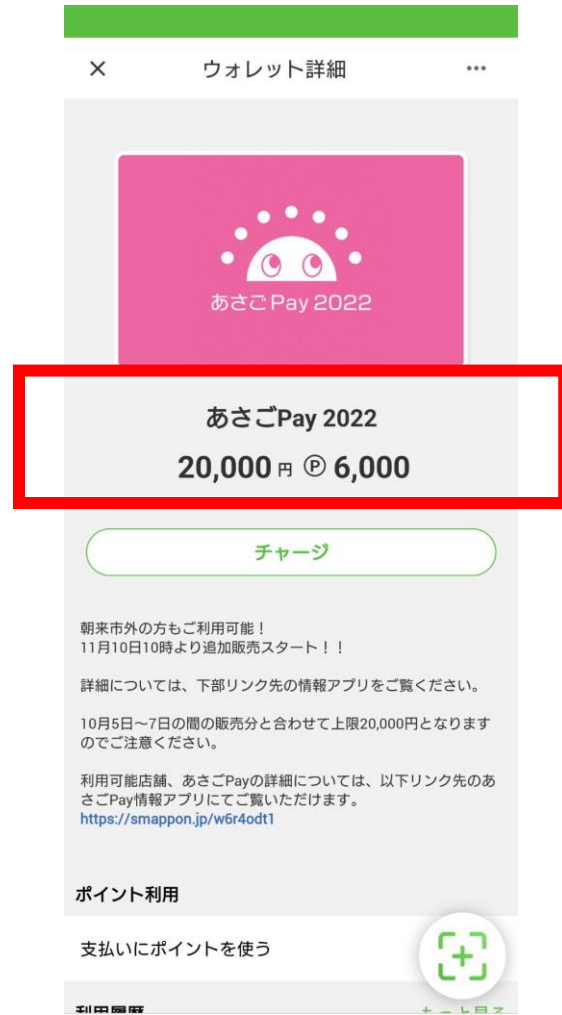 ウォレット詳細
あさごPay 2022
あさごPay 2022
20,000 円 Ⓟ 6,000
チャージ
朝来市外の方もご利用可能！
11月10日10時より追加販売スタート！！
詳細については、下部リンク先の情報アプリをご覧ください。
10月5日～7日の間の販売分と合わせて上限20,000円となります
のでご注意ください。
利用可能店舗、あさごPayの詳細については、以下リンク先のあ
さごPay情報アプリにてご覧いただけます。
https://smappon.jp/w6r4odt1
ポイント利用
支払いにポイントを使う
利用履歴 もっと見る